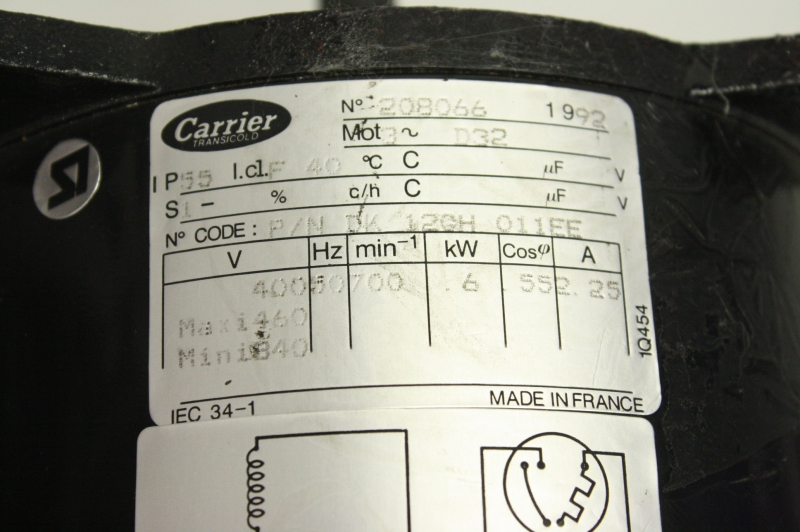 Carrier
TRANSICOLD
N° 208066 1992
Mot 3 ~ D32
IP55 I.cl. F 40 °C C µF V
S1 - % c/h C µF V
N° CODE : P/N DK 12GH 011EE
V Hz min-1 kW Cosφ A
400 50 700 .6 .55 2.25
Maxi 460
Mini 340
1Q454
IEC 34-1 MADE IN FRANCE